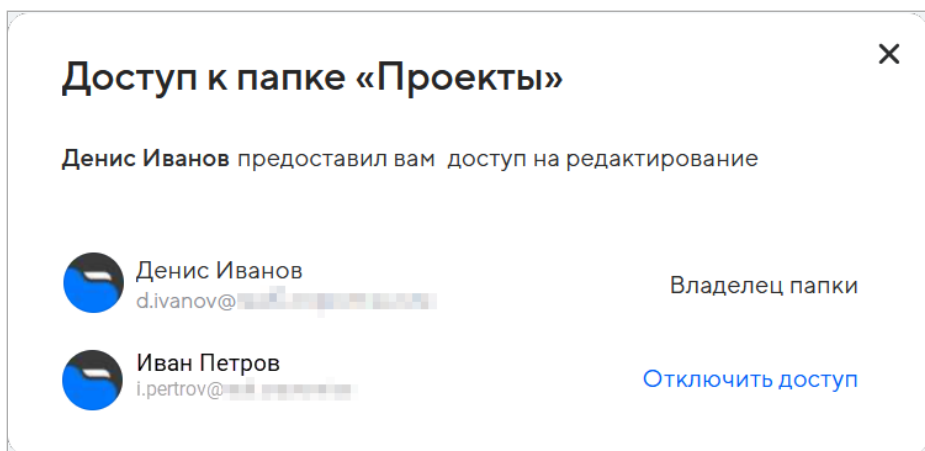 Доступ к папке «Проекты»
Денис Иванов предоставил вам доступ на редактирование
Денис Иванов
d.ivanov@
Владелец папки
Иван Петров
i.pertrov@
Отключить доступ